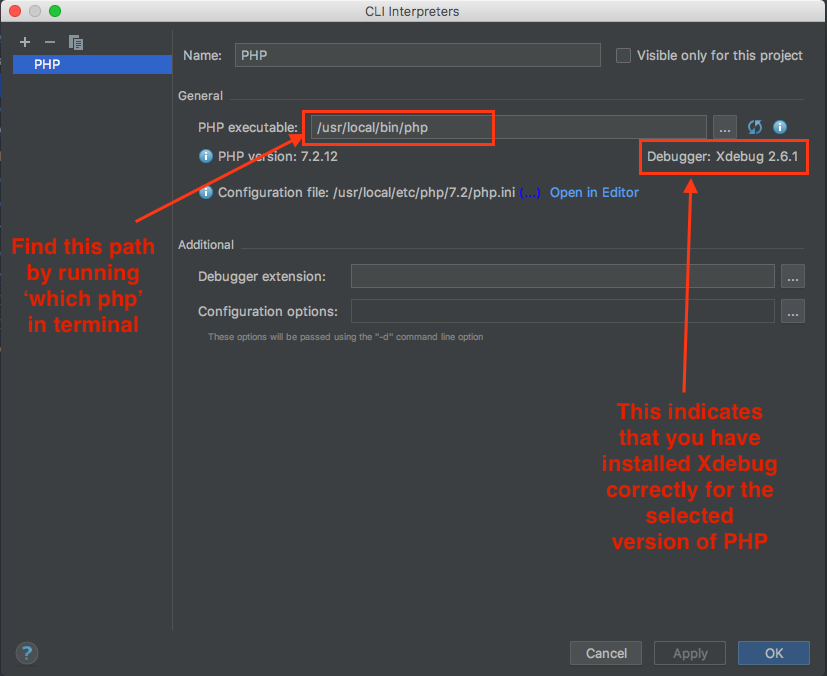 CLI Interpreters
PHP
Name: PHP Visible only for this project
General
PHP executable: /usr/local/bin/php ...
PHP version: 7.2.12 Debugger: Xdebug 2.6.1
Configuration file: /usr/local/etc/php/7.2/php.ini (...) Open in Editor
Find this path
by running
‘which php’
in terminal
Additional
Debugger extension: ...
Configuration options: ...
These options will be passed using the "-d" command line option
This indicates
that you have
installed Xdebug
correctly for the
selected
version of PHP
? Cancel Apply OK